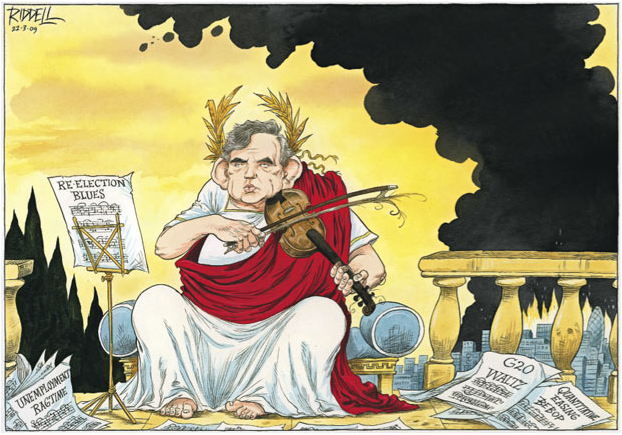 RIDDELL
22-3-09
RE-ELECTION
BLUES
UNEMPLOYMENT
RAGTIME
G20
WALTZ
QUANTITATIVE
EASING
BEBOP